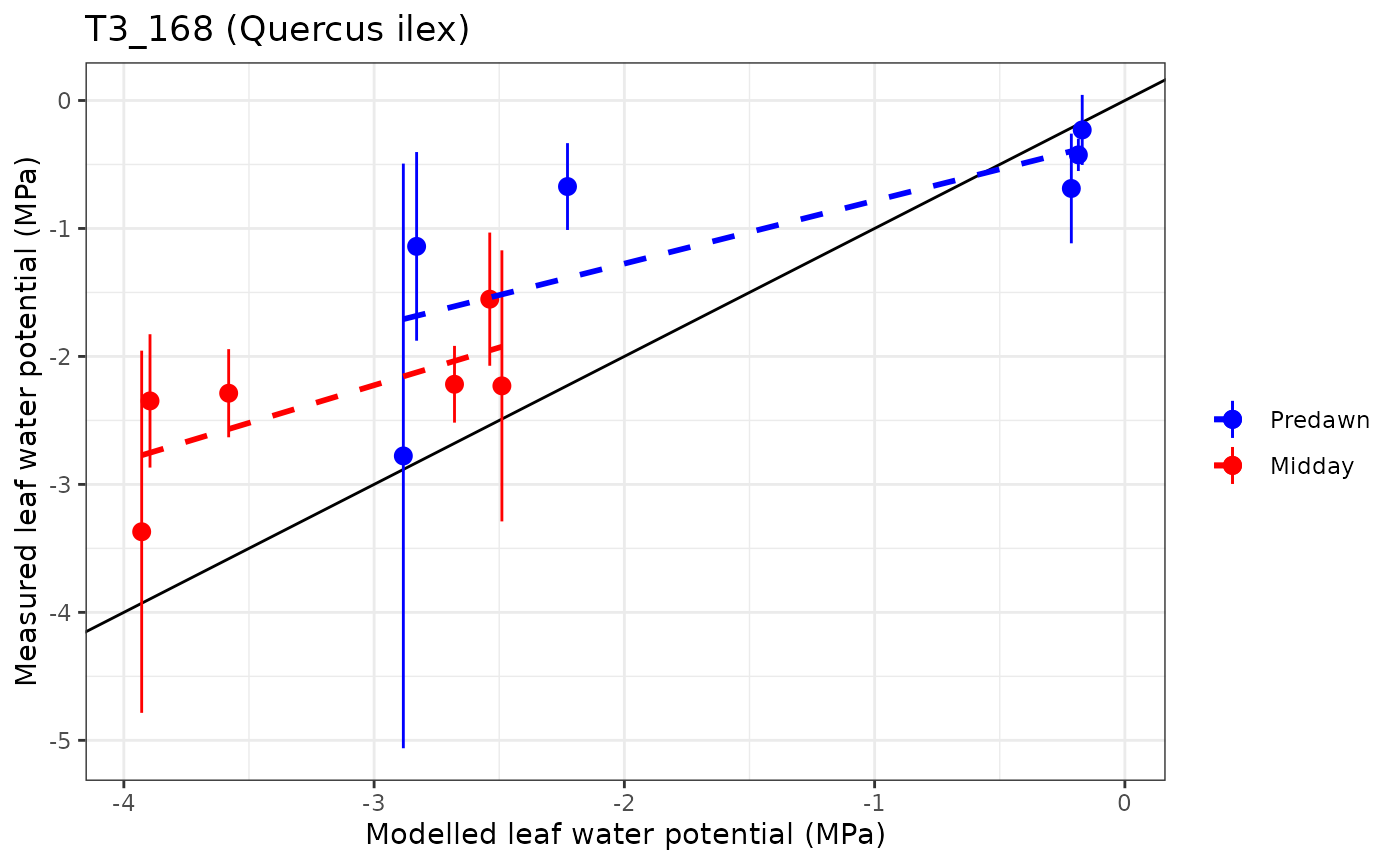 T3_168 (Quercus ilex)
Measured leaf water potential (MPa)
0
-1
-2
-3
-4
-5
-4 -3 -2 -1 0
Modelled leaf water potential (MPa)
Predawn
Midday